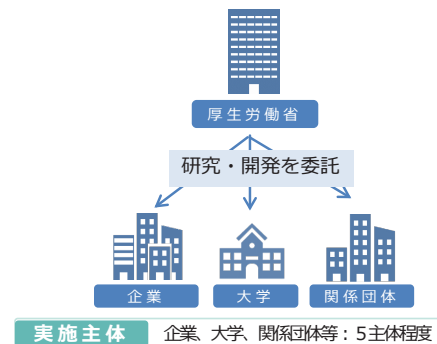 厚生労働省
研究・開発を委託
企業 大学 関係団体
実施主体 企業、大学、関係団体等：5主体程度